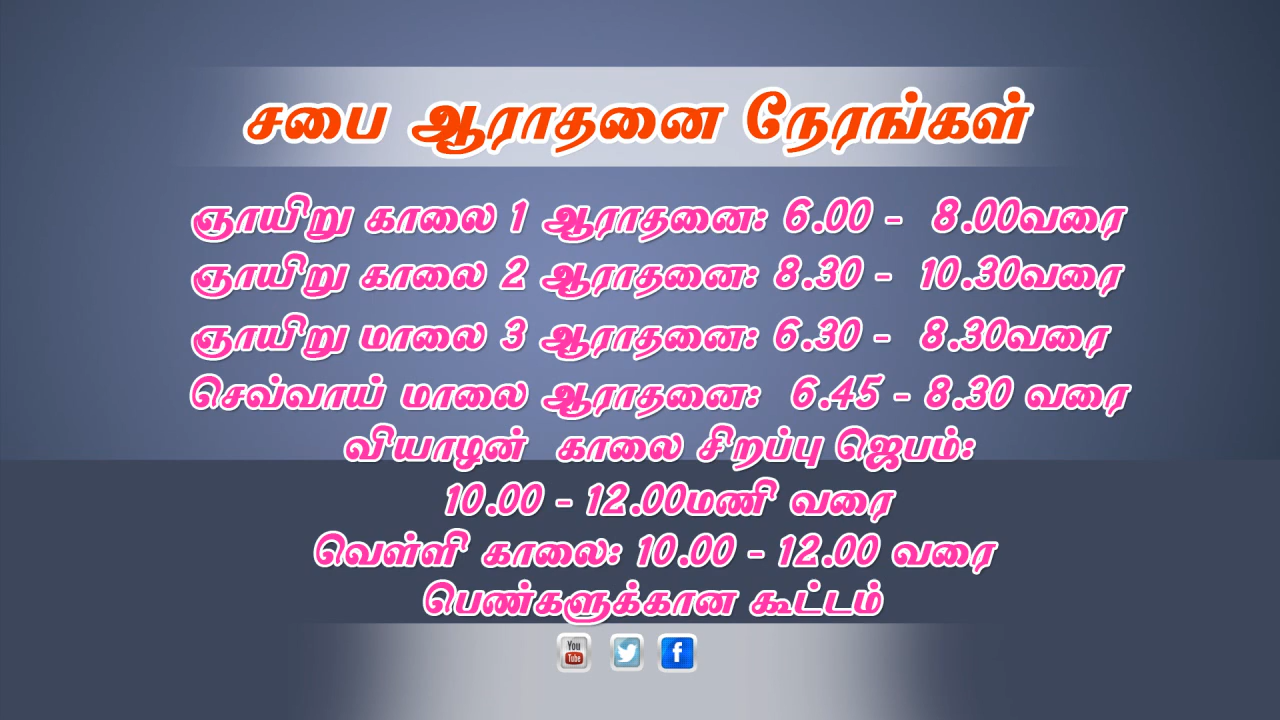 சபை ஆராதனை நேரங்கள்
ஞாயிறு காலை 1 ஆராதனை: 6.00 - 8.00வரை
ஞாயிறு காலை 2 ஆராதனை: 8.30 - 10.30வரை
ஞாயிறு மாலை 3 ஆராதனை: 6.30 - 8.30வரை
செவ்வாய் மாலை ஆராதனை: 6.45 - 8.30 வரை
வியாழன் காலை சிறப்பு ஜெபம்:
10.00 - 12.00மணி வரை
வெள்ளி காலை: 10.00 - 12.00 வரை
பெண்களுக்கான கூட்டம்
You Tube f